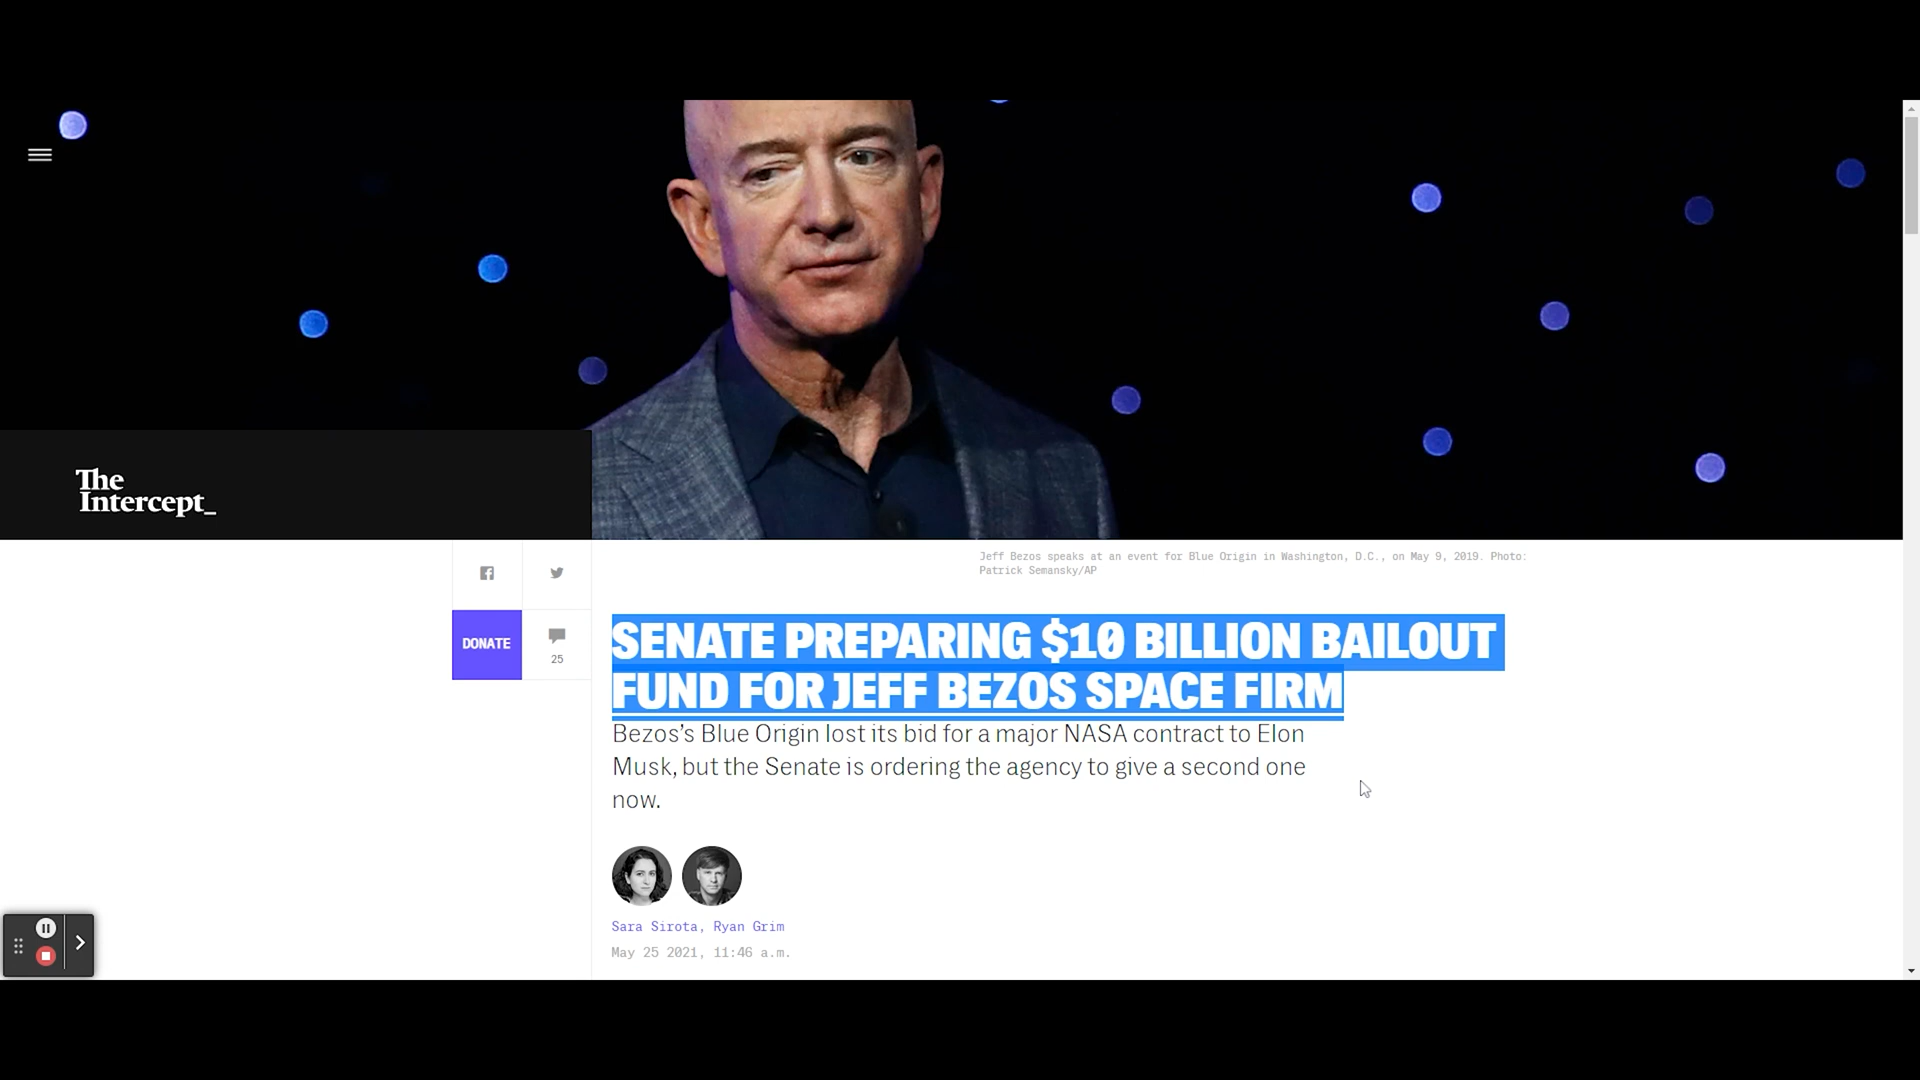 The
Intercept_
Jeff Bezos speaks at an event for Blue Origin in Washington, D.C., on May 9, 2019. Photo:
Patrick Semansky/AP
DONATE
25
SENATE PREPARING $10 BILLION BAILOUT
FUND FOR JEFF BEZOS SPACE FIRM
Bezos’s Blue Origin lost its bid for a major NASA contract to Elon
Musk, but the Senate is ordering the agency to give a second one
now.
Sara Sirota, Ryan Grim
May 25 2021, 11:46 a.m.